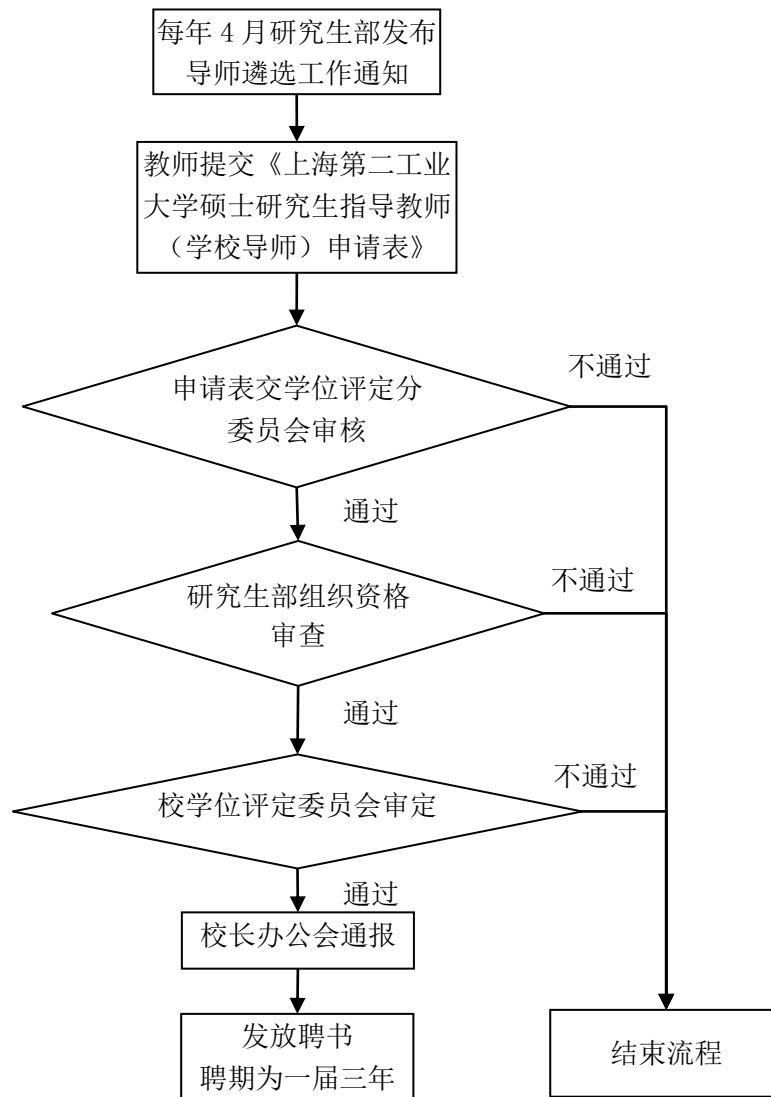 每年 4 月研究生部发布
导师遴选工作通知
教师提交《上海第二工业
大学硕士研究生指导教师
（学校导师）申请表》
不通过
申请表交学位评定分
委员会审核
通过
不通过
研究生部组织资格
审查
通过
不通过
校学位评定委员会审定
通过
校长办公会通报
发放聘书
聘期为一届三年
结束流程